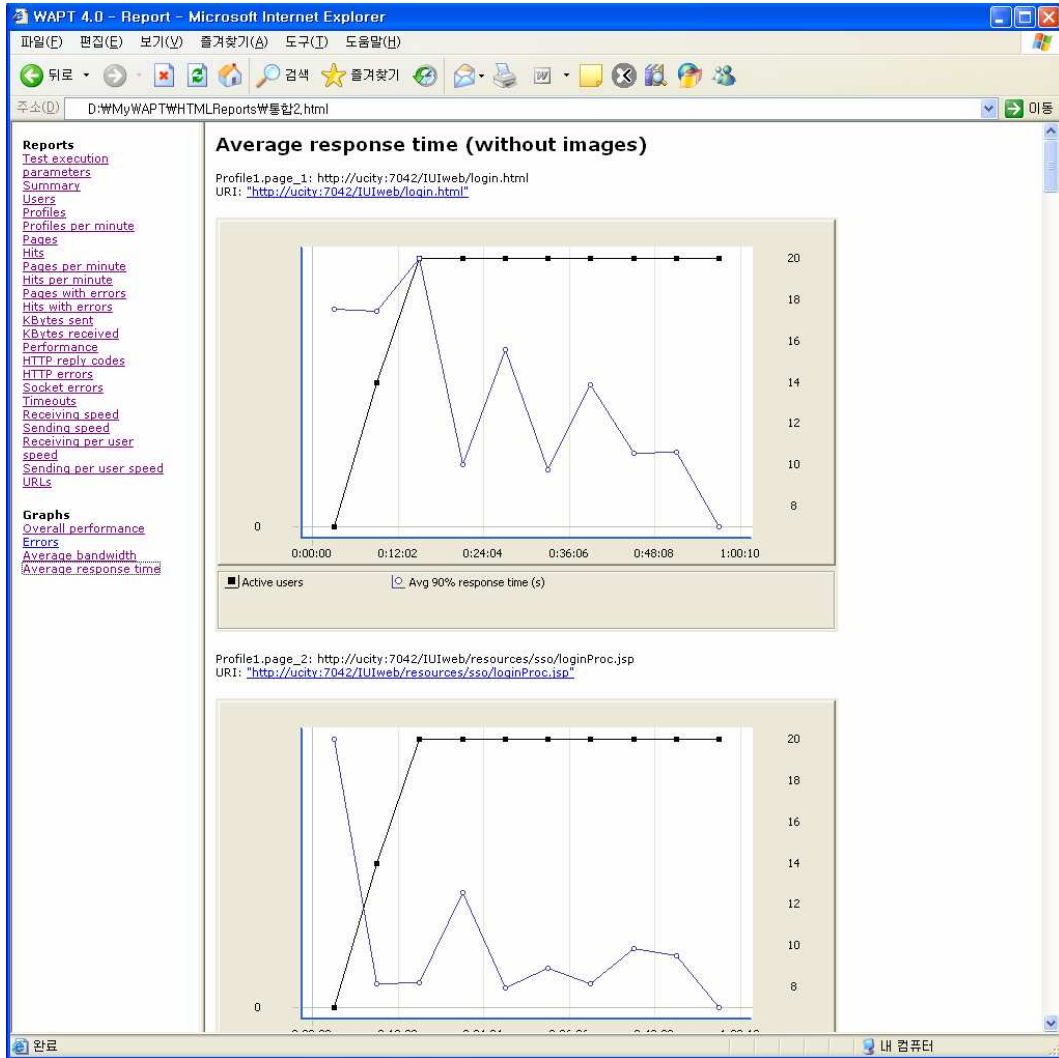 WAPT 4.0 - Report - Microsoft Internet Explorer
파일(F) 편집(E) 보기(V) 즐겨찾기(A) 도구(T) 도움말(H)
뒤로 검색 즐겨찾기
주소(D) D:₩MyWAPT₩HTMLReports₩통합2.html 이동
Reports
Test execution
parameters
Summary
Users
Profiles
Profiles per minute
Pages
Hits
Pages per minute
Hits per minute
Pages with errors
Hits with errors
KBytes sent
KBytes received
Performance
HTTP reply codes
HTTP errors
Socket errors
Timeouts
Receiving speed
Sending speed
Receiving per user
speed
Sending per user speed
URLs
Graphs
Overall performance
Errors
Average bandwidth
Average response time
Average response time (without images)
Profile1.page_1: http://ucity:7042/IUIweb/login.html
URI: "http://ucity:7042/IUIweb/login.html"
20
18
16
14
12
10
8
0
0:00:00 0:12:02 0:24:04 0:36:06 0:48:08 1:00:10
Active users Avg 90% response time (s)
Profile1.page_2: http://ucity:7042/IUIweb/resources/sso/loginProc.jsp
URI: "http://ucity:7042/IUIweb/resources/sso/loginProc.jsp"
20
18
16
14
12
10
8
0
완료 내 컴퓨터